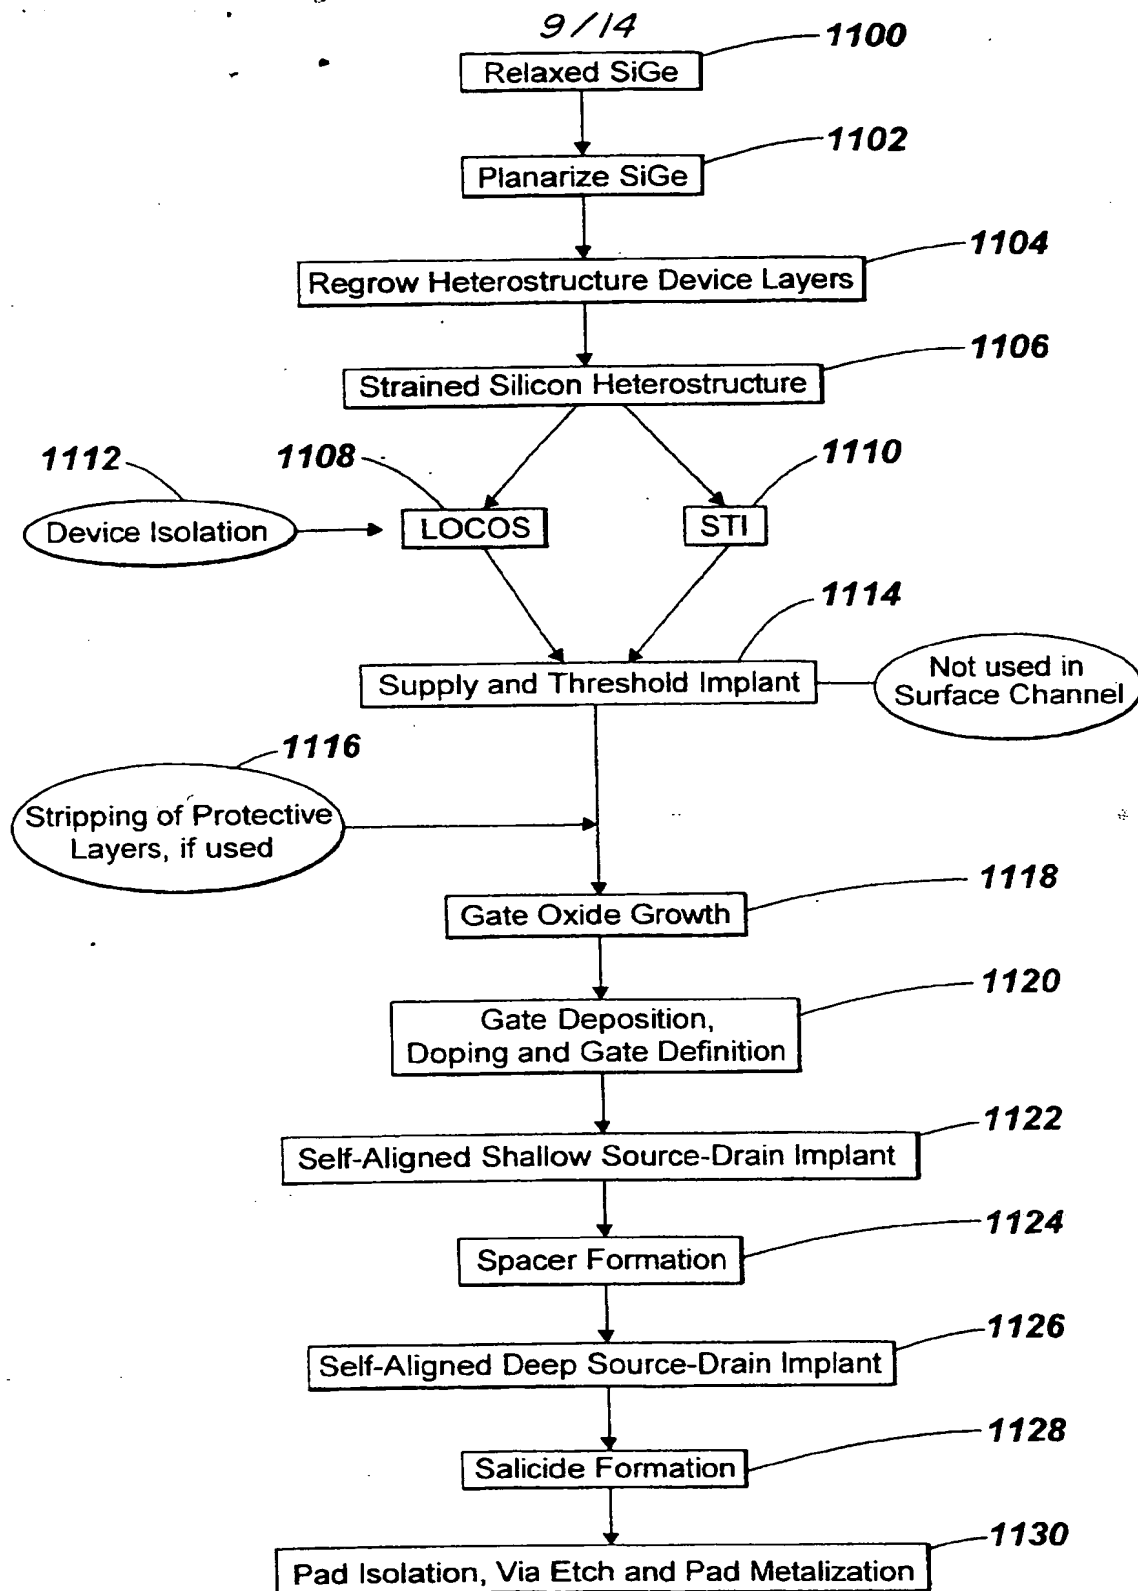 9/14
1100
Relaxed SiGe
1102
Planarize SiGe
1104
Regrow Heterostructure Device Layers
1106
Strained Silicon Heterostructure
1112
1108
1110
Device Isolation
LOCOS
STI
1114
Supply and Threshold Implant
Not used in
Surface Channel
1116
Stripping of Protective
Layers, if used
1118
Gate Oxide Growth
1120
Gate Deposition,
Doping and Gate Definition
1122
Self-Aligned Shallow Source-Drain Implant
1124
Spacer Formation
1126
Self-Aligned Deep Source-Drain Implant
1128
Salicide Formation
1130
Pad Isolation, Via Etch and Pad Metalization